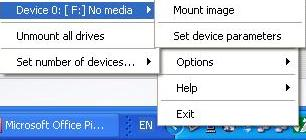 Device 0: [ F:] No media
Unmount all drives
Set number of devices...
Mount image
Set device parameters
Options
Help
Exit
Microsoft Office Pi...
EN